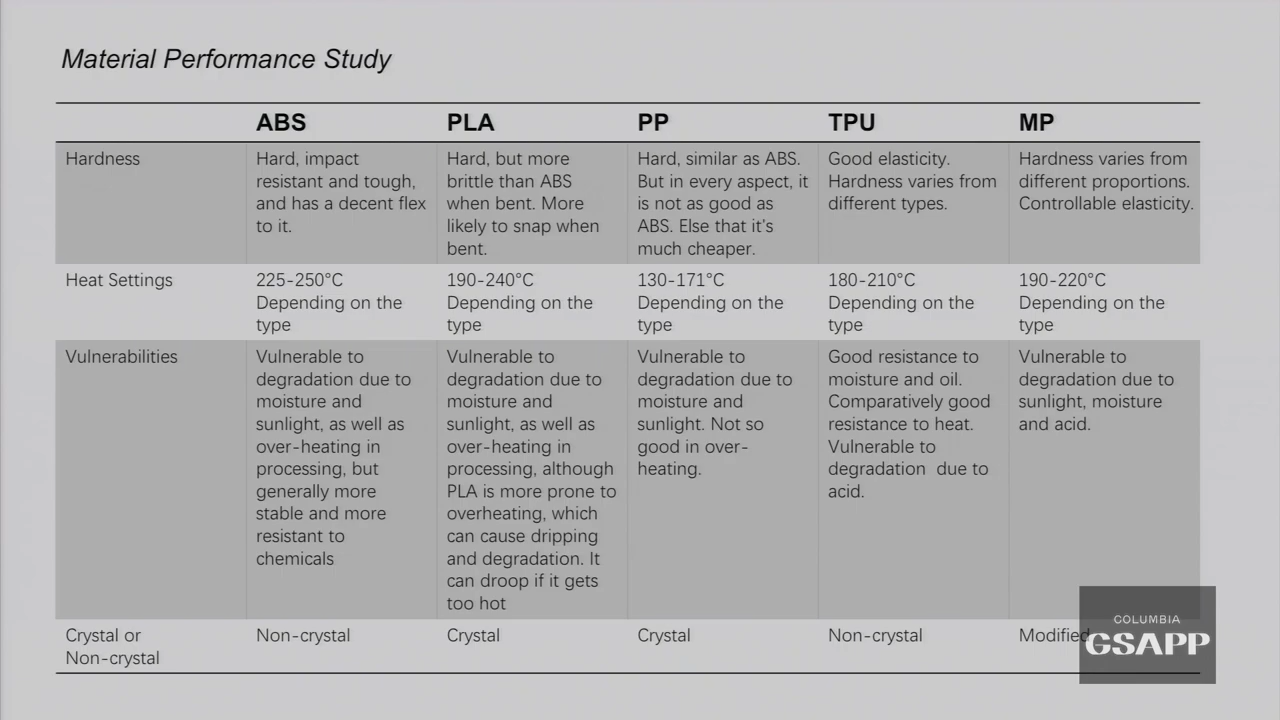 Material Performance Study
ABS PLA PP TPU MP
Hardness
Hard, impact
resistant and tough,
and has a decent flex
to it.
Hard, but more
brittle than ABS
when bent. More
likely to snap when
bent.
Hard, similar as ABS.
But in every aspect, it
is not as good as
ABS. Else that it's
much cheaper.
Good elasticity.
Hardness varies from
different types.
Hardness varies from
different proportions.
Controllable elasticity.
Heat Settings
225-250°C
Depending on the
type
190-240°C
Depending on the
type
130-171°C
Depending on the
type
180-210°C
Depending on the
type
190-220°C
Depending on the
type
Vulnerabilities
Vulnerable to
degradation due to
moisture and
sunlight, as well as
over-heating in
processing, but
generally more
stable and more
resistant to
chemicals
Vulnerable to
degradation due to
moisture and
sunlight, as well as
over-heating in
processing, although
PLA is more prone to
overheating, which
can cause dripping
and degradation. It
can droop if it gets
too hot
Vulnerable to
degradation due to
moisture and
sunlight. Not so
good in over-
heating.
Good resistance to
moisture and oil.
Comparatively good
resistance to heat.
Vulnerable to
degradation due to
acid.
Vulnerable to
degradation due to
sunlight, moisture
and acid.
Crystal or
Non-crystal
Non-crystal
Crystal
Crystal
Non-crystal
Modified
COLUMBIA
GSAPP